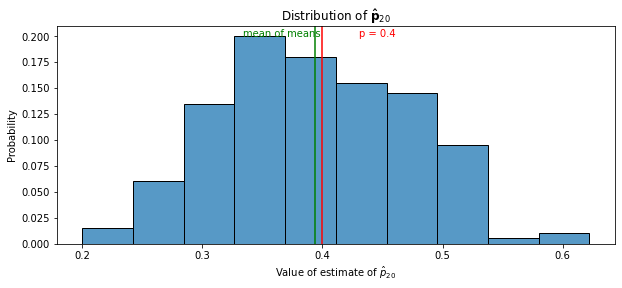 Distribution of p̂₂₀
mean of means
p = 0.4
0.200
0.175
0.150
0.125
0.100
0.075
0.050
0.025
0.000
Probability
0.2 0.3 0.4 0.5 0.6
Value of estimate of p̂₂₀